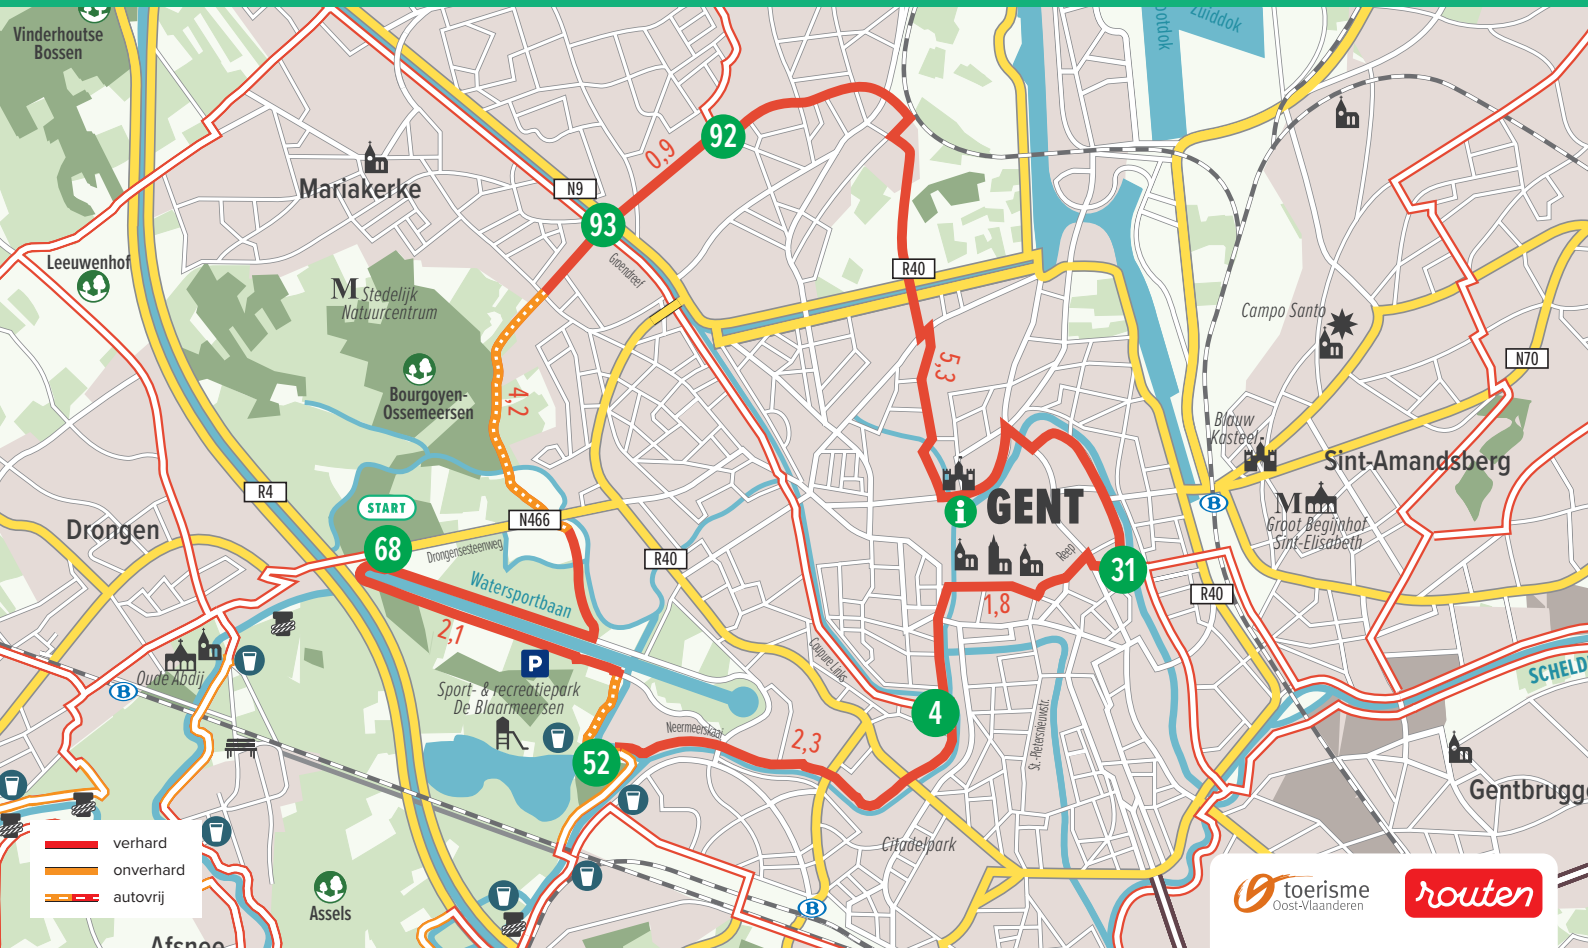 Vinderhoutse
Bossen
Zuiddok
92
0,9
Mariakerke
N9
93
Leeuwenhof
Groendreef
R40
M Stedelijk
Natuurcentrum
Campo Santo
N70
5,3
Bourgoyen-
Ossemeersen
4,2
Blauw
Kasteel
Sint-Amandsberg
R4
START
B
M
GENT
i
Groot Begijnhof
Sint-Elisabeth
Drongen
N466
68
Drongensesteenweg
R40
Reep
31
Watersportbaan
R40
1,8
2,1
P
Coupure Links
SCHELD
Oude Abdij
B
Sport- & recreatiepark
De Blaarmeersen
4
Neermeerskaai
2,3
St.-Pietersnieuwstr.
52
Gentbrugge
Citadelpark
verhard
onverhard
autovrij
Assels
B
toerisme
Oost-Vlaanderen
routen
Afsnee